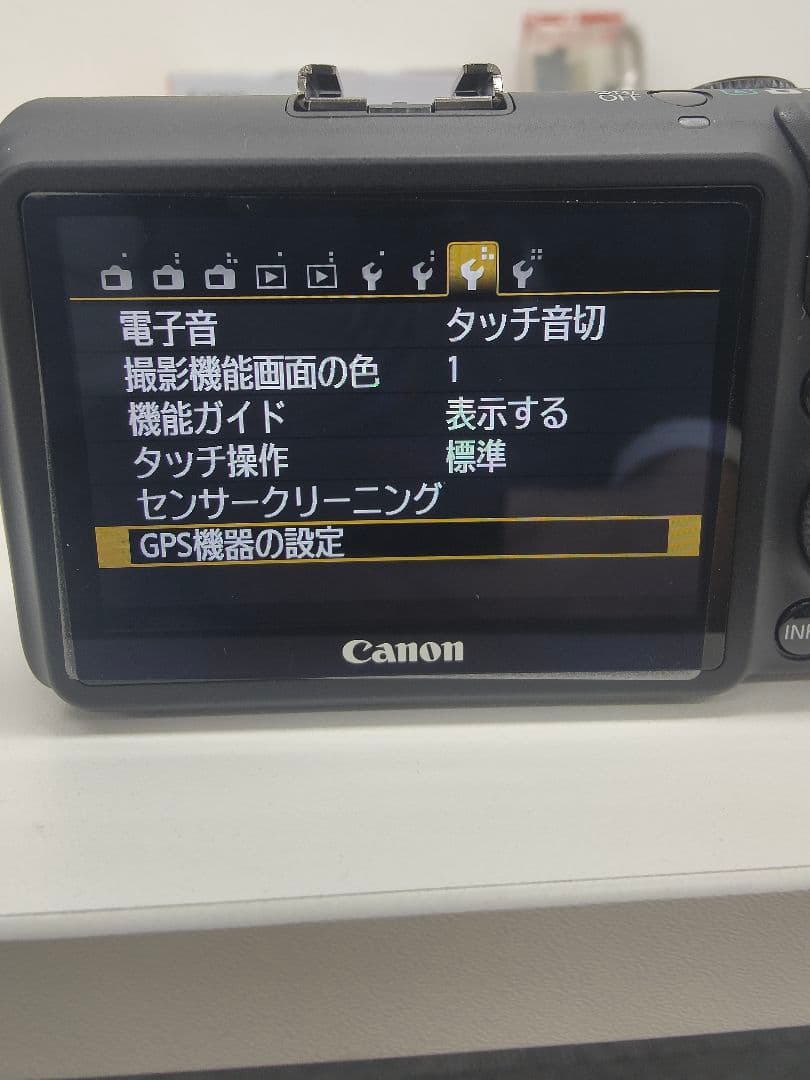 OFF
電子音 タッチ音切
撮影機能画面の色 1
機能ガイド 表示する
タッチ操作 標準
センサークリーニング
GPS機器の設定
Canon